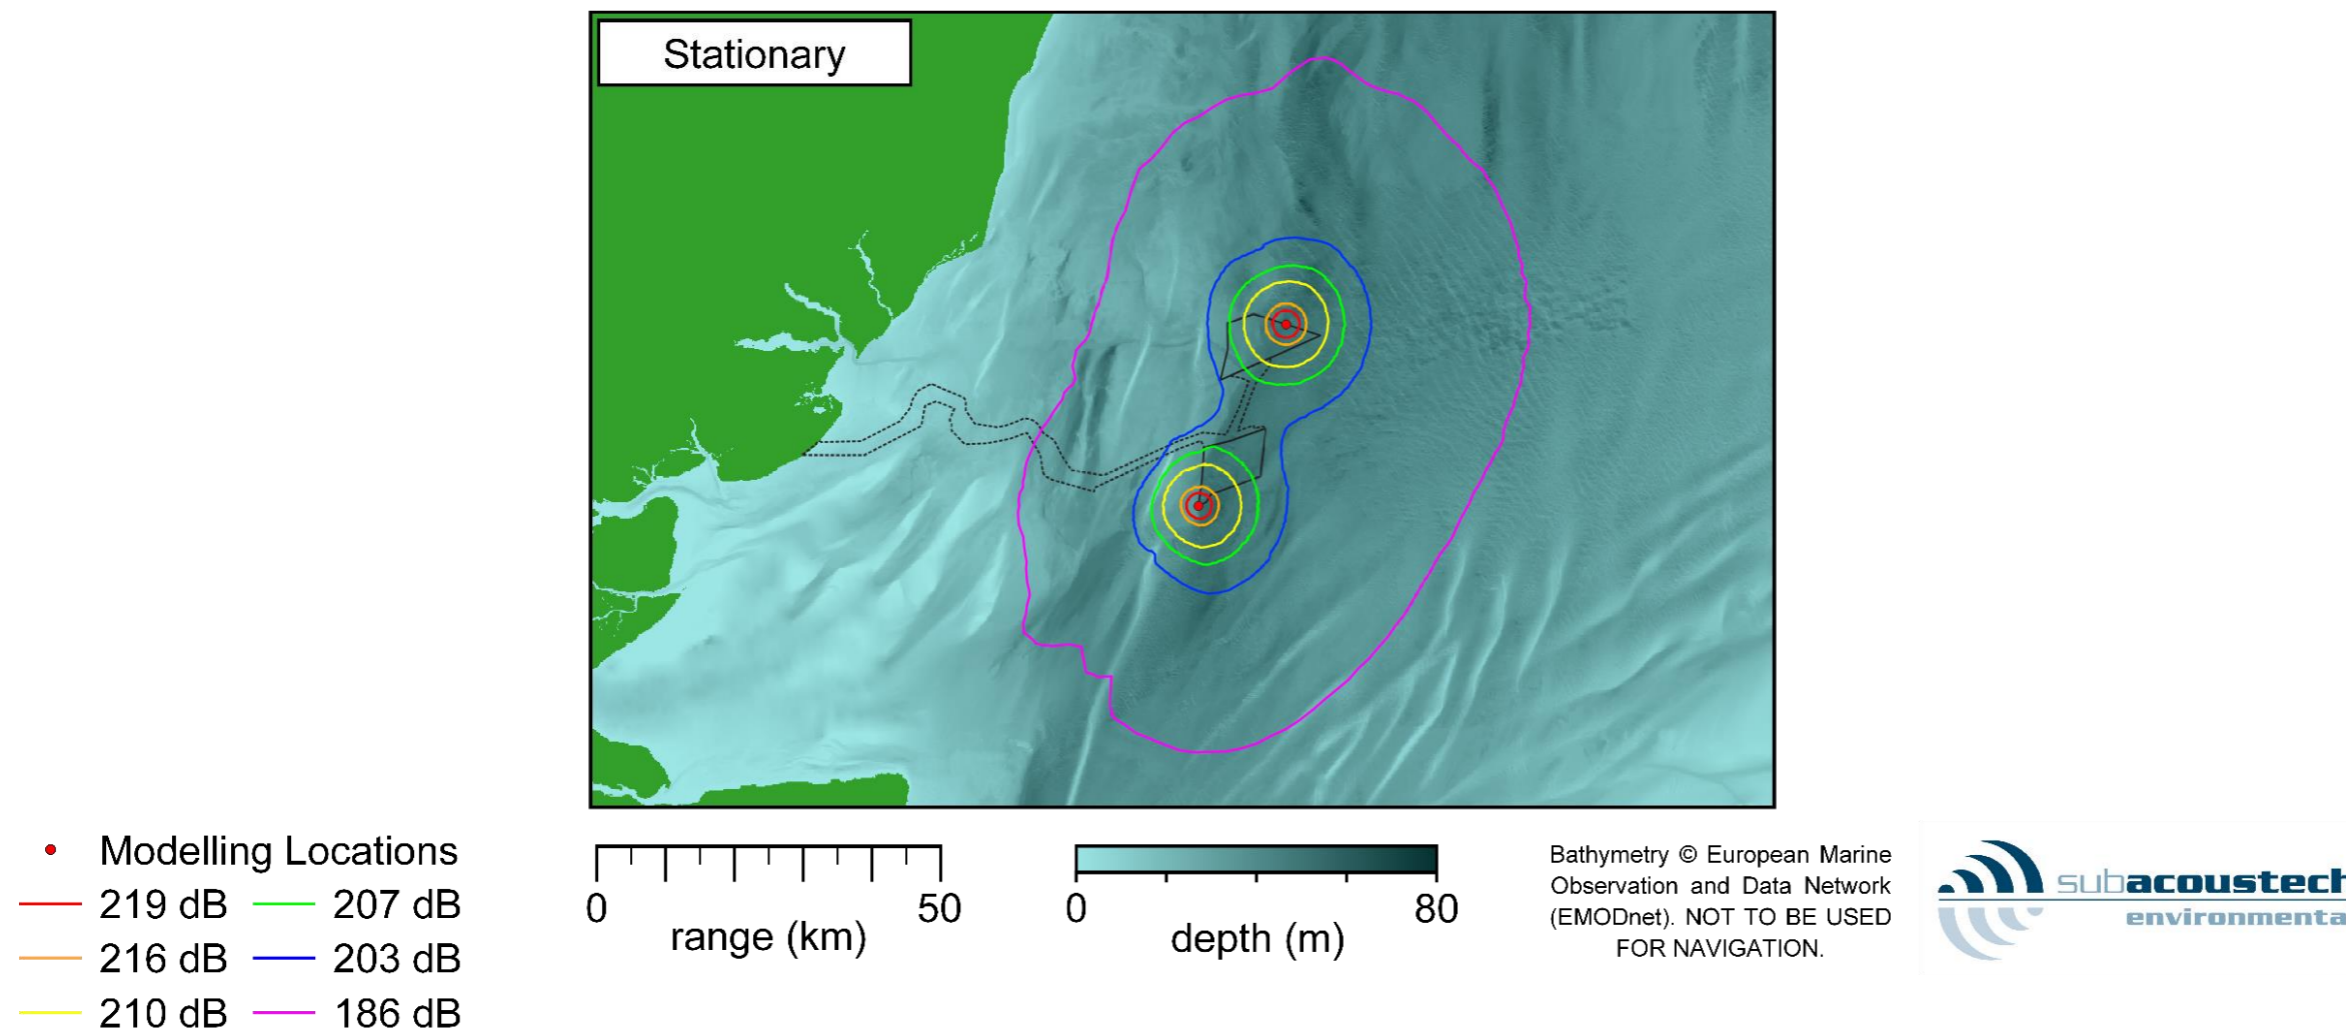 Stationary
Modelling Locations
219 dB
207 dB
216 dB
203 dB
210 dB
186 dB
0
50
range (km)
0
80
depth (m)
Bathymetry © European Marine
Observation and Data Network
(EMODnet). NOT TO BE USED
FOR NAVIGATION.
subacoustech
environmenta